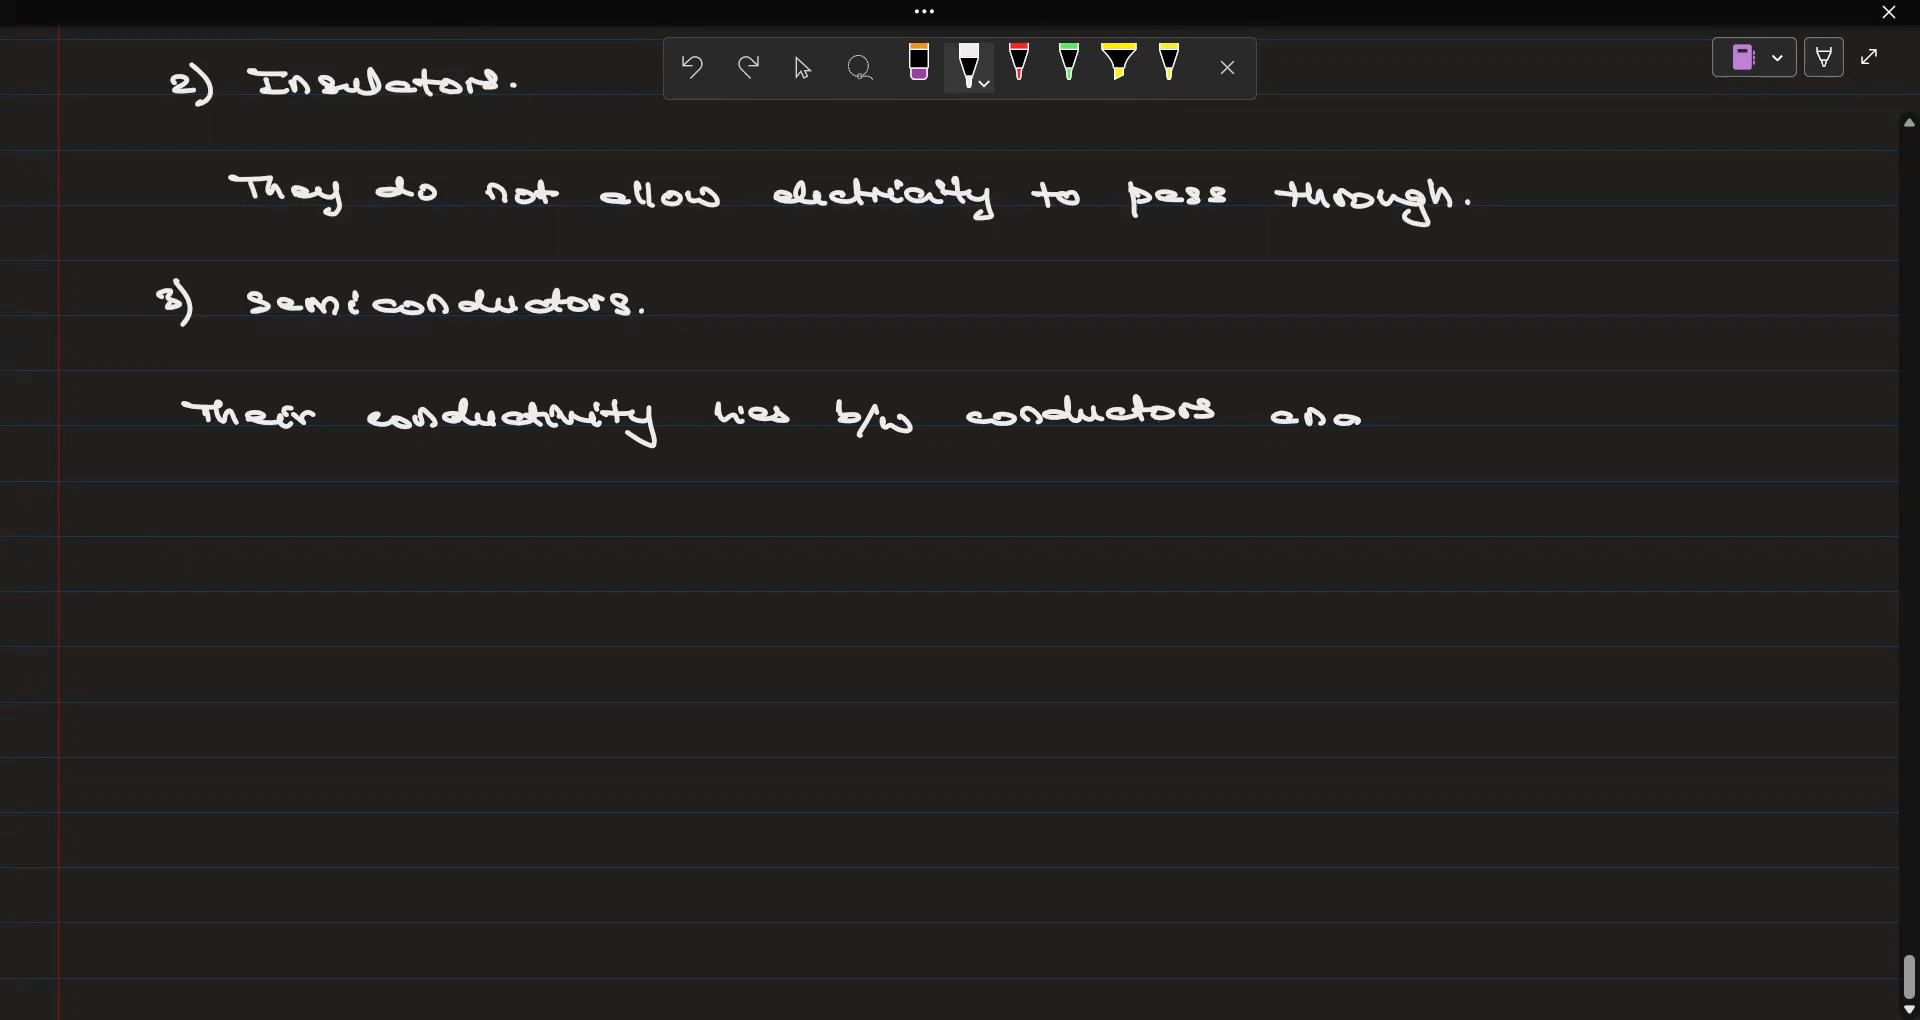 2) Insulators.
They do not allow electricity to pass through.
3) Semiconductors.
Their conductivity lies b/w conductors and